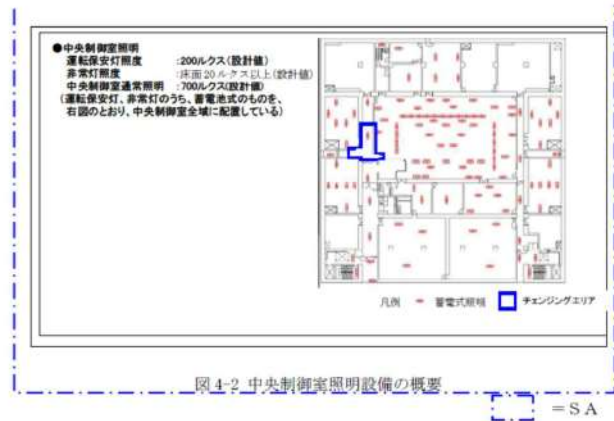 ●中央制御室照明
運転保安灯照度 :200ルクス(設計値)
非常灯照度 :床面20ルクス以上(設計値)
中央制御室通常照明 :700ルクス(設計値)
(運転保安灯、非常灯のうち、蓄電池式のものを、
右図のとおり、中央制御室全域に配置している)
凡例 蓄電式照明 チェンジングエリア
図4-2 中央制御室照明設備の概要
=SA